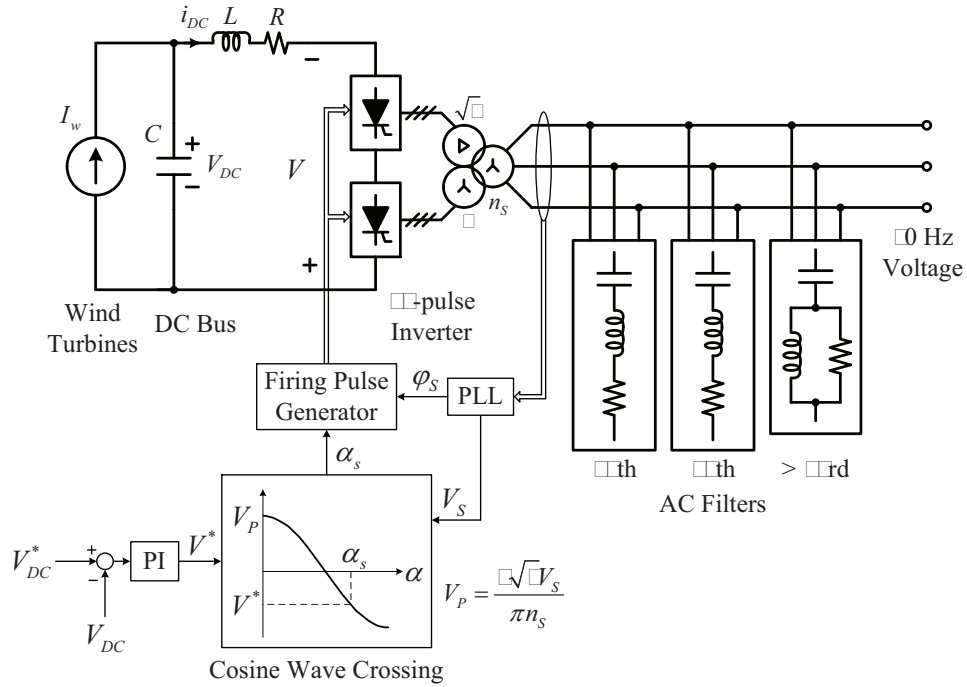 i_DC
L
R
−
I_w
C
+
V_DC
−
V
+
√□
n_S
□
□0 Hz
Voltage
Wind
Turbines
DC Bus
□□-pulse
Inverter
Firing Pulse
Generator
φ_S
PLL
α_s
V_S
□□th
□□th
> □□rd
AC Filters
V*_DC
+
−
PI
V*
V_DC
V_P
α_s
α
V*
V_P = □√□V_S / πn_S
Cosine Wave Crossing